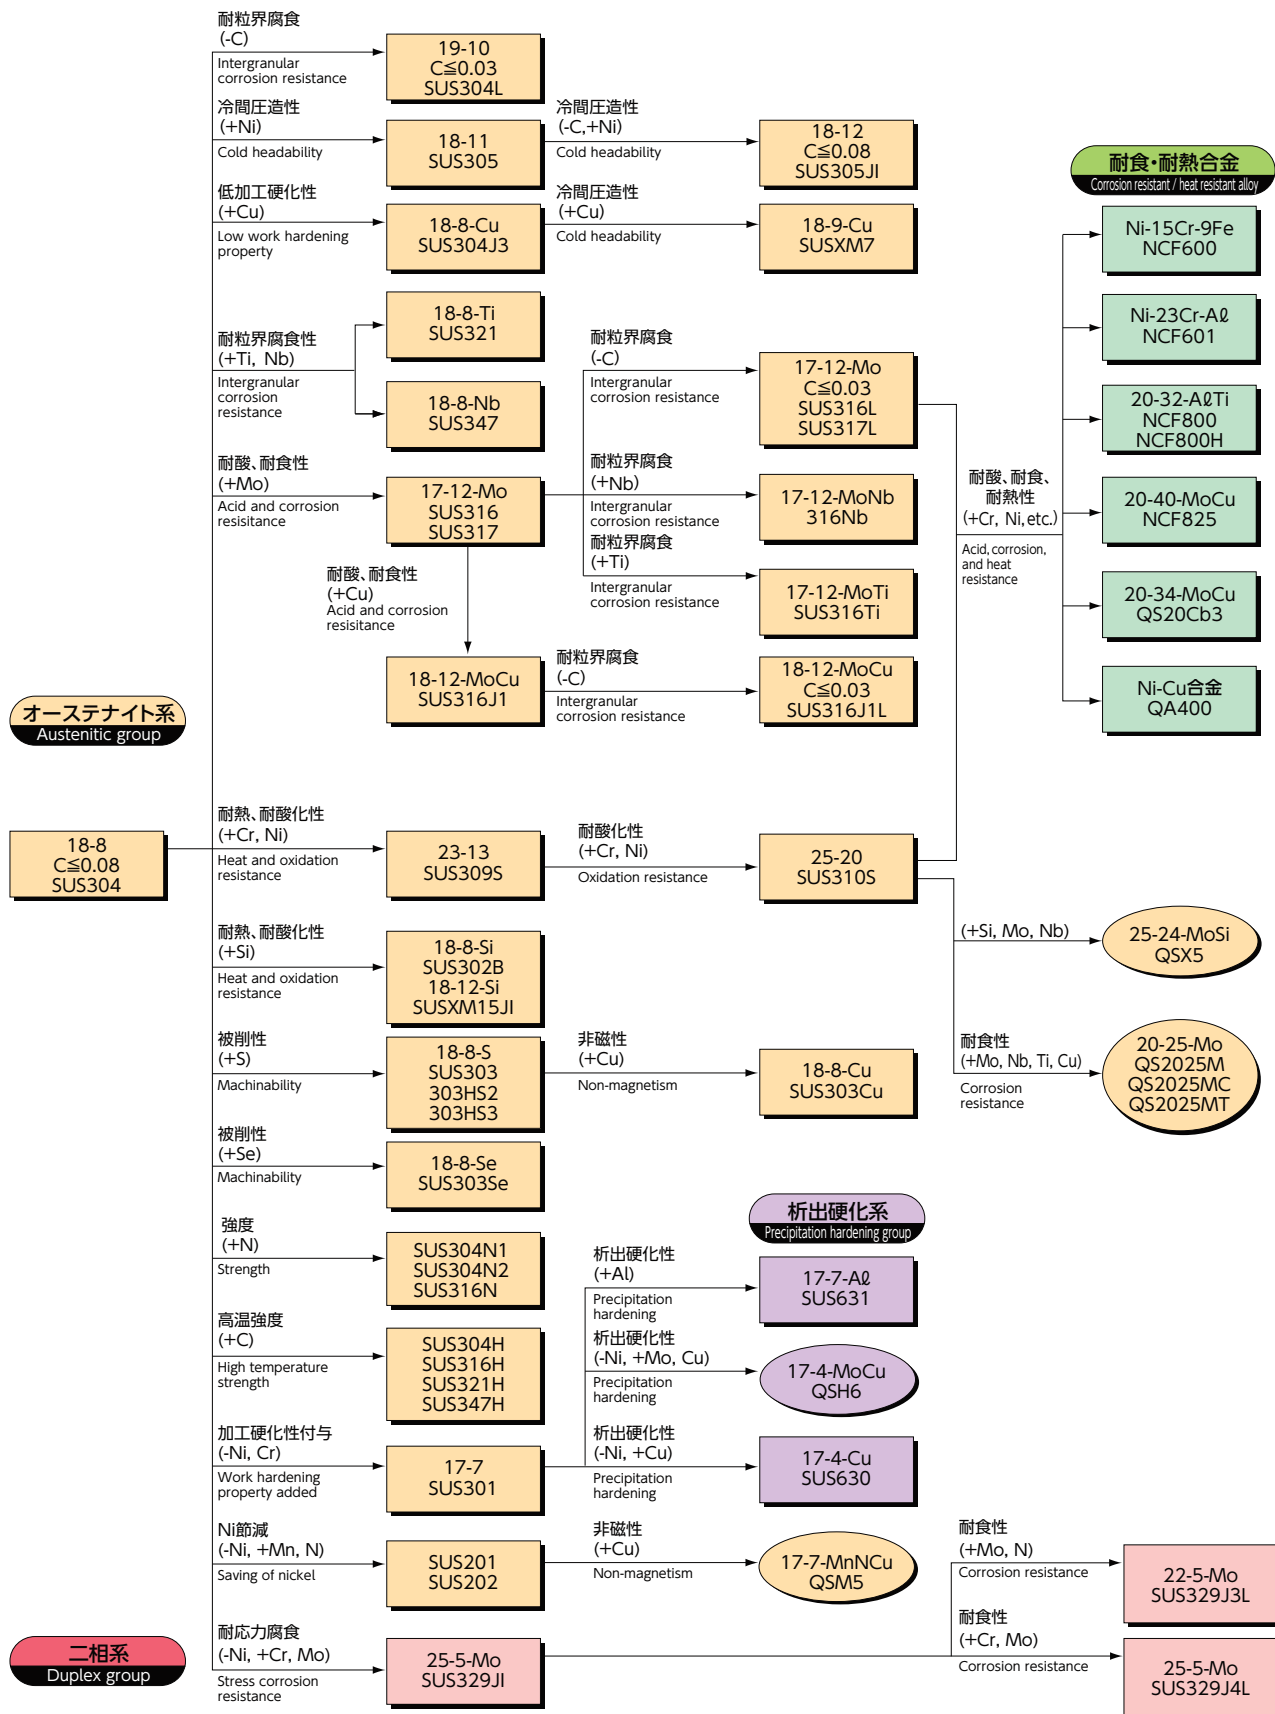 耐粒界腐食
(-C)
Intergranular
corrosion resistance
19-10
C≦0.03
SUS304L
冷間圧造性
(+Ni)
Cold headability
18-11
SUS305
冷間圧造性
(-C,+Ni)
Cold headability
18-12
C≦0.08
SUS305JI
耐食・耐熱合金
Corrosion resistant / heat resistant alloy
低加工硬化性
(+Cu)
Low work hardening
property
18-8-Cu
SUS304J3
冷間圧造性
(+Cu)
Cold headability
18-9-Cu
SUSXM7
Ni-15Cr-9Fe
NCF600
Ni-23Cr-Aℓ
NCF601
20-32-AℓTi
NCF800
NCF800H
20-40-MoCu
NCF825
20-34-MoCu
QS20Cb3
Ni-Cu合金
QA400
耐粒界腐食性
(+Ti, Nb)
Intergranular
corrosion
resistance
18-8-Ti
SUS321
18-8-Nb
SUS347
耐粒界腐食
(-C)
Intergranular
corrosion resistance
17-12-Mo
C≦0.03
SUS316L
SUS317L
耐酸、耐食性
(+Mo)
Acid and corrosion
resisitance
17-12-Mo
SUS316
SUS317
耐粒界腐食
(+Nb)
Intergranular
corrosion resistance
17-12-MoNb
316Nb
耐粒界腐食
(+Ti)
Intergranular
corrosion resistance
17-12-MoTi
SUS316Ti
耐酸、耐食、
耐熱性
(+Cr, Ni,etc.)
Acid, corrosion,
and heat
resistance
耐酸、耐食性
(+Cu)
Acid and corrosion
resisitance
18-12-MoCu
SUS316J1
耐粒界腐食
(-C)
Intergranular
corrosion resistance
18-12-MoCu
C≦0.03
SUS316J1L
オーステナイト系
Austenitic group
18-8
C≦0.08
SUS304
耐熱、耐酸化性
(+Cr, Ni)
Heat and oxidation
resistance
23-13
SUS309S
耐酸化性
(+Cr, Ni)
Oxidation resistance
25-20
SUS310S
(+Si, Mo, Nb)
25-24-MoSi
QSX5
耐熱、耐酸化性
(+Si)
Heat and oxidation
resistance
18-8-Si
SUS302B
18-12-Si
SUSXM15JI
被削性
(+S)
Machinability
18-8-S
SUS303
303HS2
303HS3
非磁性
(+Cu)
Non-magnetism
18-8-Cu
SUS303Cu
耐食性
(+Mo, Nb, Ti, Cu)
Corrosion
resistance
20-25-Mo
QS2025M
QS2025MC
QS2025MT
被削性
(+Se)
Machinability
18-8-Se
SUS303Se
析出硬化系
Precipitation hardening group
強度
(+N)
Strength
SUS304N1
SUS304N2
SUS316N
析出硬化性
(+Al)
Precipitation
hardening
17-7-Aℓ
SUS631
高温強度
(+C)
High temperature
strength
SUS304H
SUS316H
SUS321H
SUS347H
析出硬化性
(-Ni, +Mo, Cu)
Precipitation
hardening
17-4-MoCu
QSH6
加工硬化性付与
(-Ni, Cr)
Work hardening
property added
17-7
SUS301
析出硬化性
(-Ni, +Cu)
Precipitation
hardening
17-4-Cu
SUS630
Ni節減
(-Ni, +Mn, N)
Saving of nickel
SUS201
SUS202
非磁性
(+Cu)
Non-magnetism
17-7-MnNCu
QSM5
耐食性
(+Mo, N)
Corrosion resistance
22-5-Mo
SUS329J3L
二相系
Duplex group
耐応力腐食
(-Ni, +Cr, Mo)
Stress corrosion
resistance
25-5-Mo
SUS329JI
耐食性
(+Cr, Mo)
Corrosion resistance
25-5-Mo
SUS329J4L